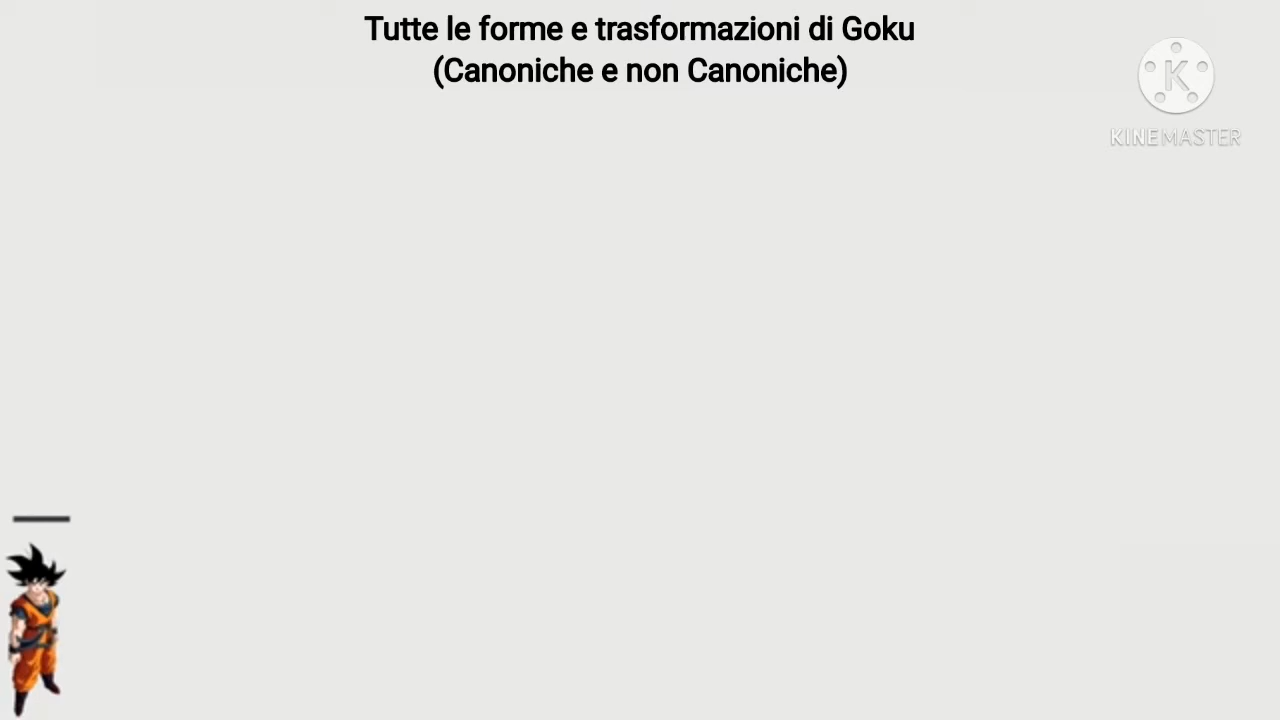 Tutte le forme e trasformazioni di Goku
(Canoniche e non Canoniche)
K
KINEMASTER